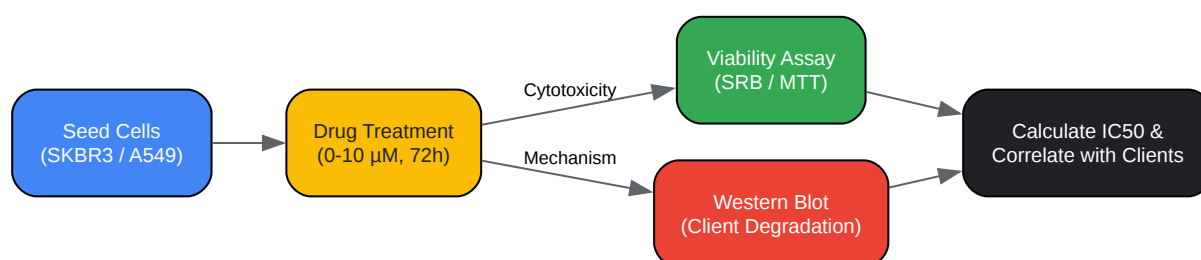 Seed Cells
(SKBR3 / A549)
Drug Treatment
(0-10 µM, 72h)
Cytotoxicity
Mechanism
Viability Assay
(SRB / MTT)
Western Blot
(Client Degradation)
Calculate IC50 &
Correlate with Clients